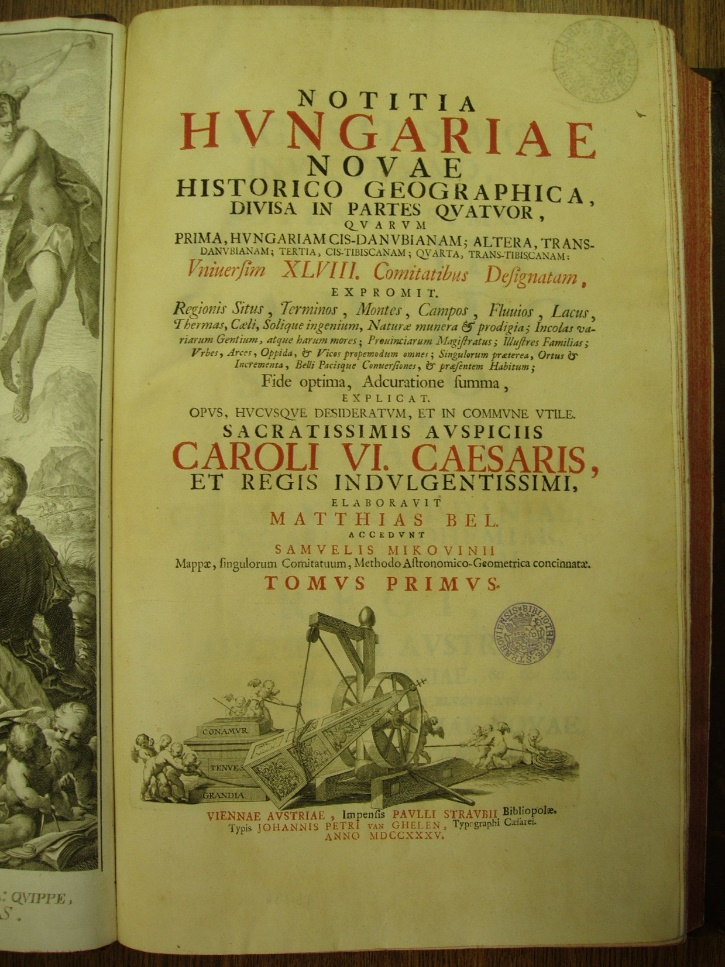 NOTITIA
HVNGARIAE
NOVAE
HISTORICO GEOGRAPHICA,
DIVISA IN PARTES QVATVOR,
QVARVM
PRIMA, HVNGARIAM CIS-DANVBIANAM; ALTERA, TRANS-
DANVBIANAM; TERTIA, CIS-TIBISCANAM; QVARTA, TRANS-TIBISCANAM:
Vniuerſim XLVIII. Comitatibus Deſignatam,
EXPROMIT.
Regionis Situs, Terminos, Montes, Campos, Fluuios, Lacus,
Thermas, Cæli, Solique ingenium, Naturæ munera & prodigia; Incolas va-
riarum Gentium, atque harum mores; Prouinciarum Magiſtratus; Illuſtres Familias;
Vrbes, Arces, Oppida, & Vicos propemodum omnes; Singulorum præterea, Ortus &
Incrementa, Belli Pacisque Conuerſiones, & præſentem Habitum;
Fide optima, Adcuratione ſumma,
EXPLICAT.
OPVS, HVCVSQVE DESIDERATVM, ET IN COMMVNE VTILE.
SACRATISSIMIS AVSPICIIS
CAROLI VI. CAESARIS,
ET REGIS INDVLGENTISSIMI,
ELABORAVIT
MATTHIAS BEL.
ACCEDVNT
SAMVELIS MIKOVINII
Mappæ, ſingulorum Comitatuum, Methodo Aſtronomico-Geometrica concinnatæ.
TOMVS PRIMVS.
CONAMVR
TENVES
GRANDIA
VIENNAE AVSTRIAE, Impenſis PAVLLI STRAVBII Bibliopolæ.
Typis JOHANNIS PETRI VAN GHELEN, Typographi Cæſarei.
ANNO MDCCXXXV.
QVIPPE,
S.